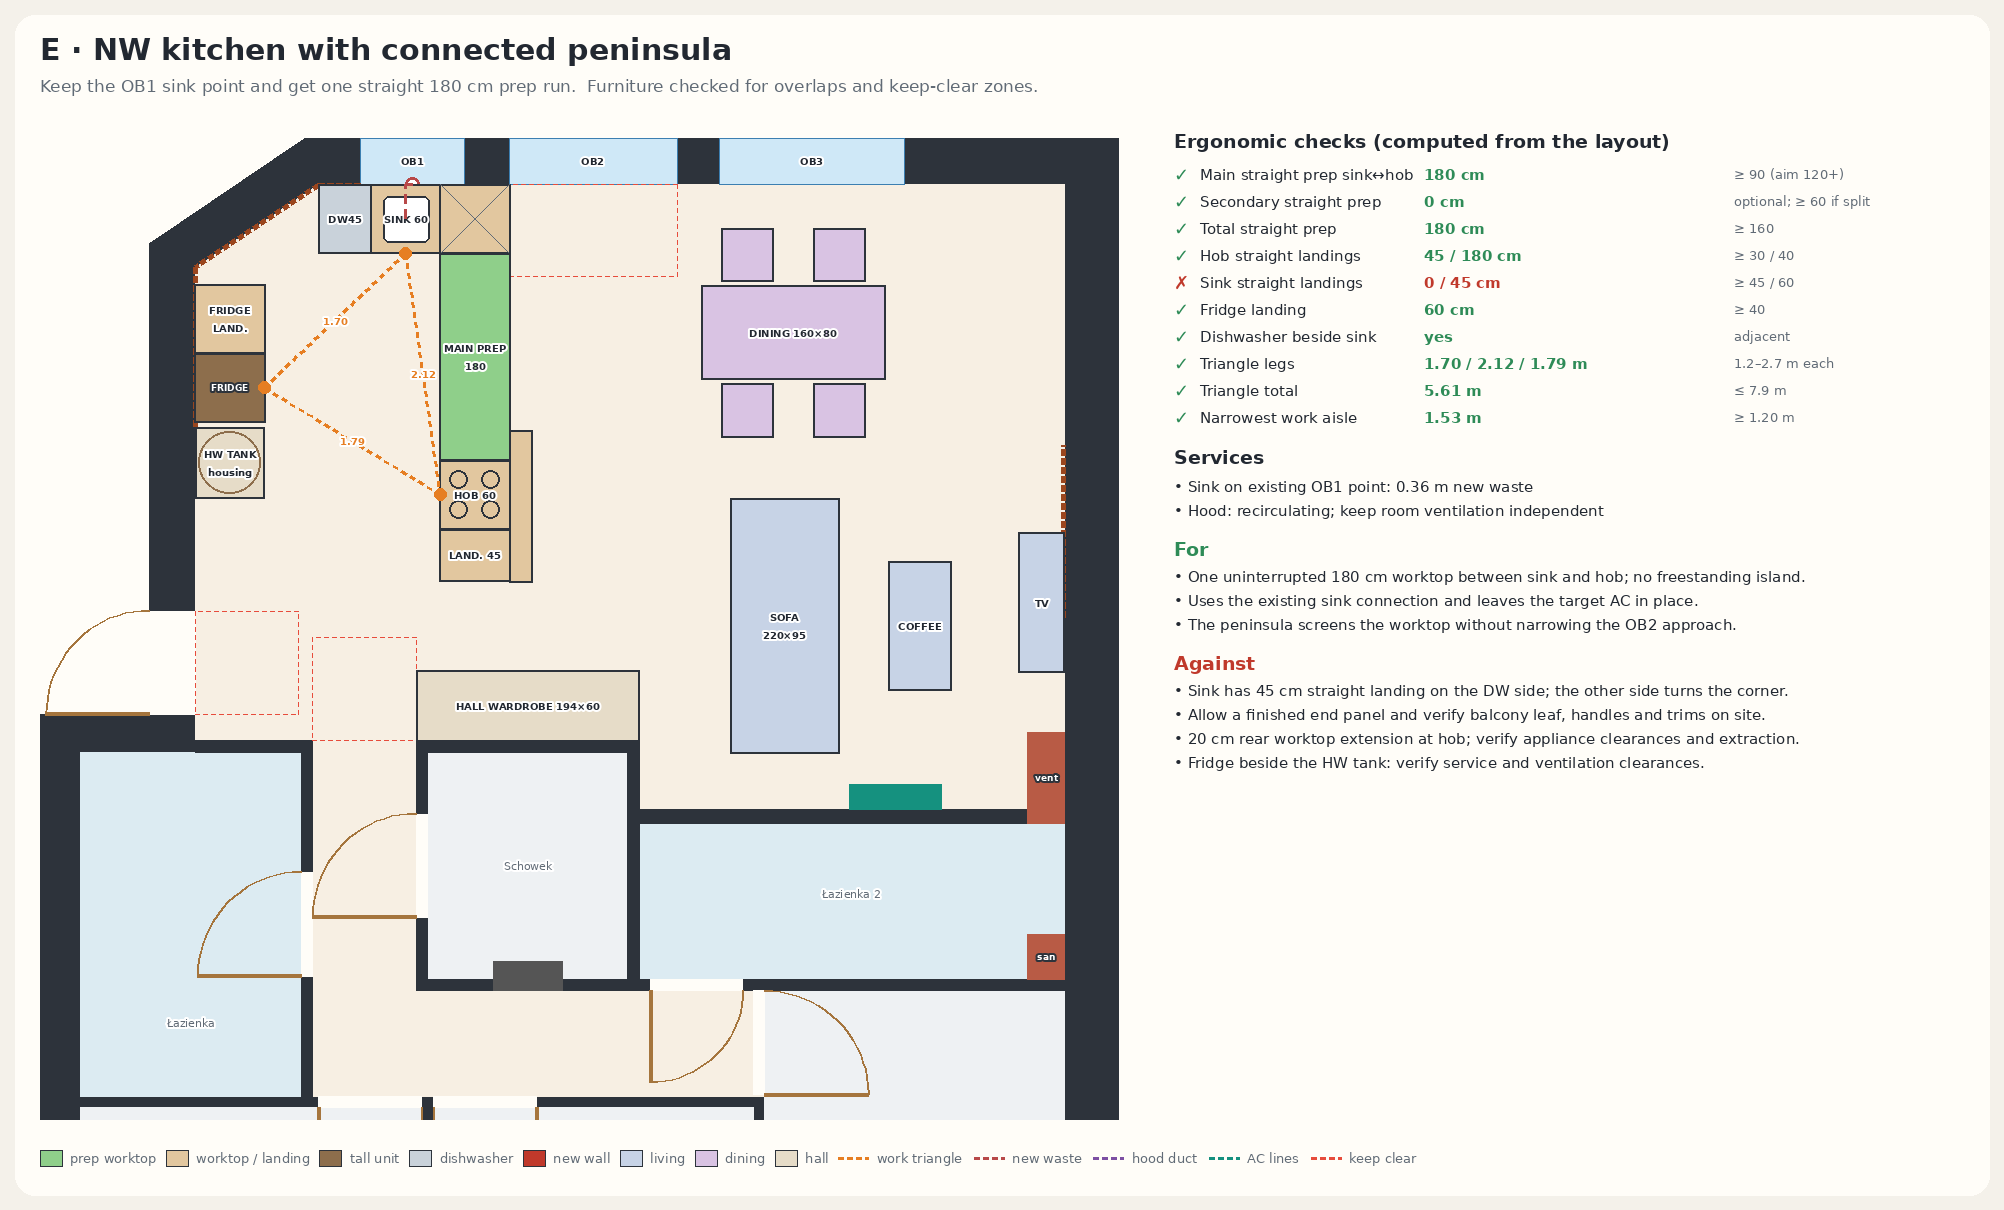 E · NW kitchen with connected peninsula
Keep the OB1 sink point and get one straight 180 cm prep run.  Furniture checked for overlaps and keep-clear zones.
OB1
OB2
OB3
DW45
SINK 60
FRIDGE
LAND.
1.70
MAIN PREP
180
2.12
FRIDGE
1.79
HW TANK
housing
HOB 60
LAND. 45
DINING 160×80
SOFA
220×95
COFFEE
TV
HALL WARDROBE 194×60
vent
Schowek
Łazienka 2
san
Łazienka
Ergonomic checks (computed from the layout)
✓ Main straight prep sink↔hob 180 cm ≥ 90 (aim 120+)
✓ Secondary straight prep 0 cm optional; ≥ 60 if split
✓ Total straight prep 180 cm ≥ 160
✓ Hob straight landings 45 / 180 cm ≥ 30 / 40
✗ Sink straight landings 0 / 45 cm ≥ 45 / 60
✓ Fridge landing 60 cm ≥ 40
✓ Dishwasher beside sink yes adjacent
✓ Triangle legs 1.70 / 2.12 / 1.79 m 1.2–2.7 m each
✓ Triangle total 5.61 m ≤ 7.9 m
✓ Narrowest work aisle 1.53 m ≥ 1.20 m
Services
• Sink on existing OB1 point: 0.36 m new waste
• Hood: recirculating; keep room ventilation independent
For
• One uninterrupted 180 cm worktop between sink and hob; no freestanding island.
• Uses the existing sink connection and leaves the target AC in place.
• The peninsula screens the worktop without narrowing the OB2 approach.
Against
• Sink has 45 cm straight landing on the DW side; the other side turns the corner.
• Allow a finished end panel and verify balcony leaf, handles and trims on site.
• 20 cm rear worktop extension at hob; verify appliance clearances and extraction.
• Fridge beside the HW tank: verify service and ventilation clearances.
prep worktop worktop / landing tall unit dishwasher new wall living dining hall work triangle new waste hood duct AC lines keep clear